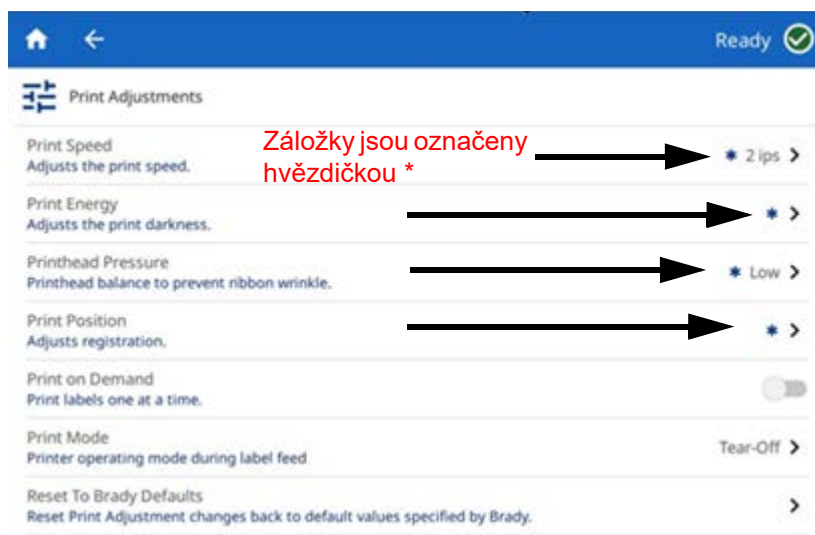 Ready
Print Adjustments
Print Speed
Adjusts the print speed.
Záložky jsou označeny
hvězdičkou *
* 2 ips >
Print Energy
Adjusts the print darkness.
* >
Printhead Pressure
Printhead balance to prevent ribbon wrinkle.
* Low >
Print Position
Adjusts registration.
* >
Print on Demand
Print labels one at a time.
Print Mode
Printer operating mode during label feed
Tear-Off >
Reset To Brady Defaults
Reset Print Adjustment changes back to default values specified by Brady.
>